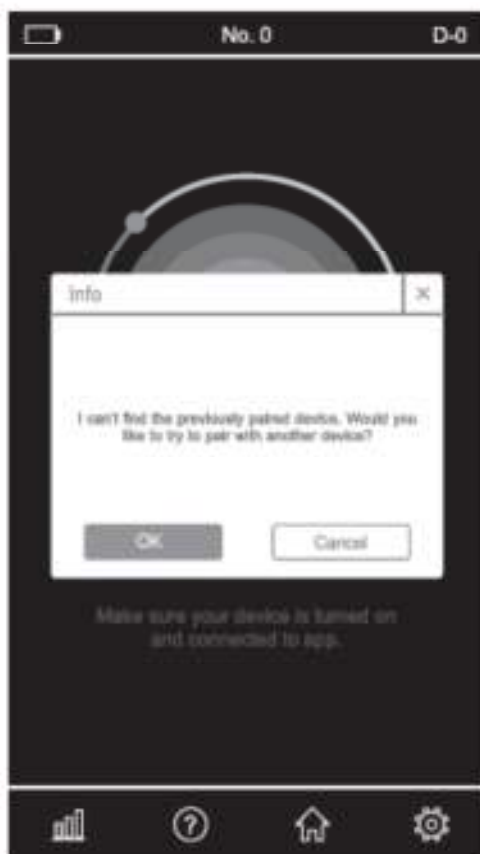 No. 0
D-0
Info
I can't find the previously paired device. Would you
like to try to pair with another device?
OK
Cancel
Make sure your device is turned on
and connected to app.